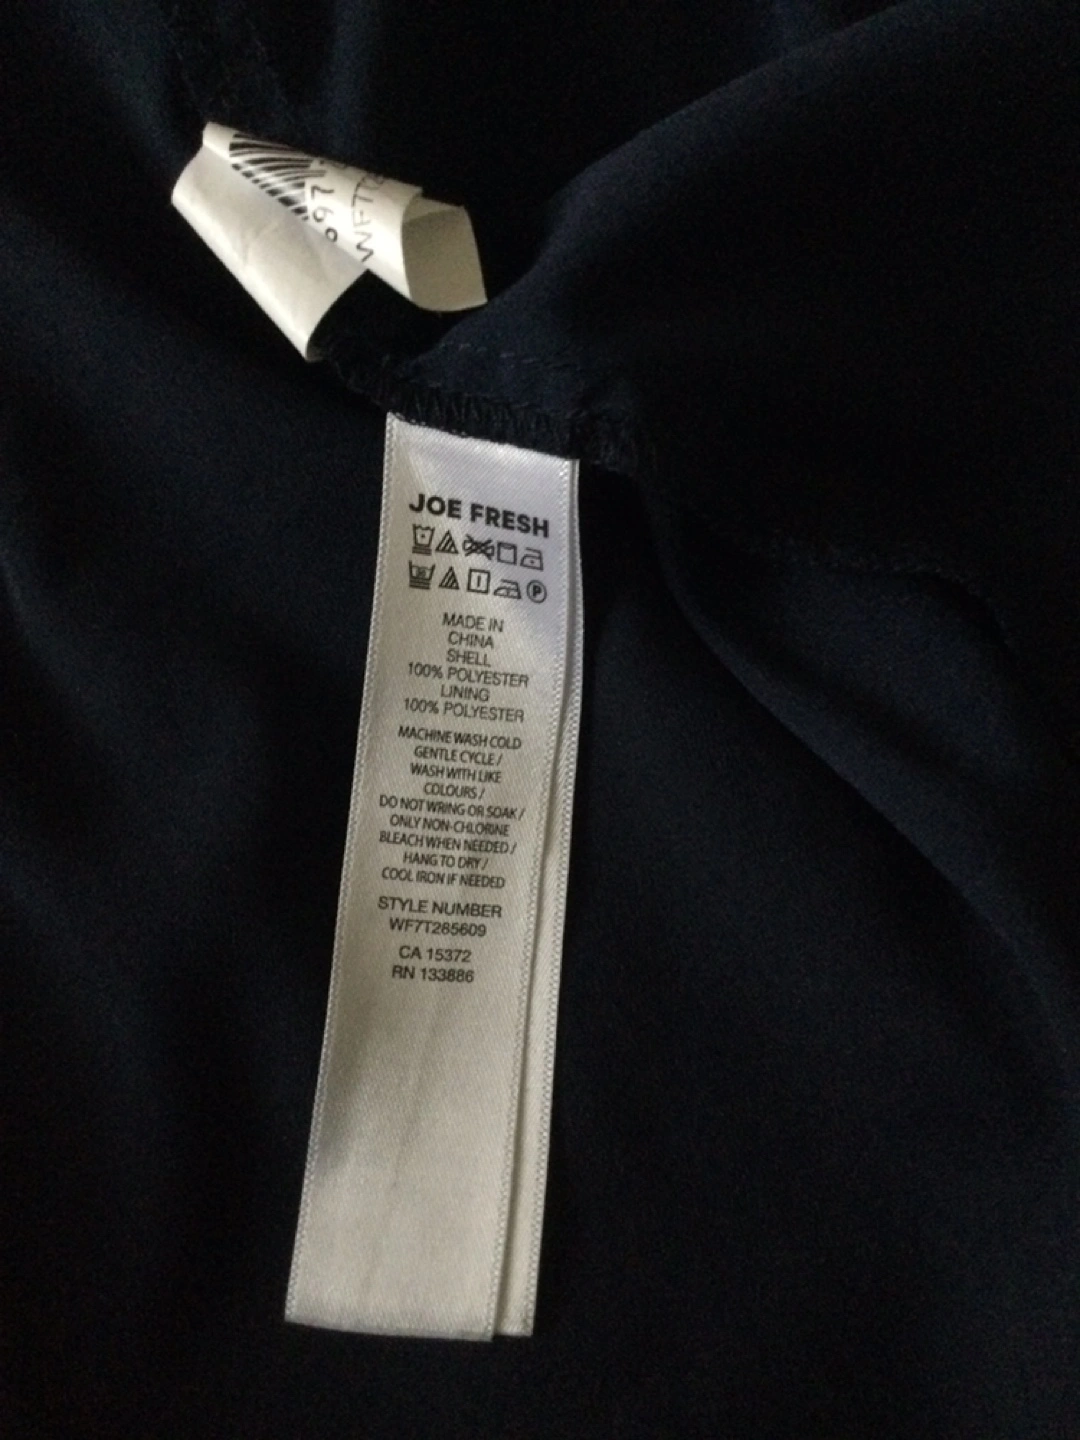 JOE FRESH
P
MADE IN
CHINA
SHELL
100% POLYESTER
LINING
100% POLYESTER
MACHINE WASH COLD
GENTLE CYCLE /
WASH WITH LIKE
COLOURS /
DO NOT WRING OR SOAK /
ONLY NON-CHLORINE
BLEACH WHEN NEEDED /
HANG TO DRY /
COOL IRON IF NEEDED
STYLE NUMBER
WF7T265609
CA 15372
RN 133886